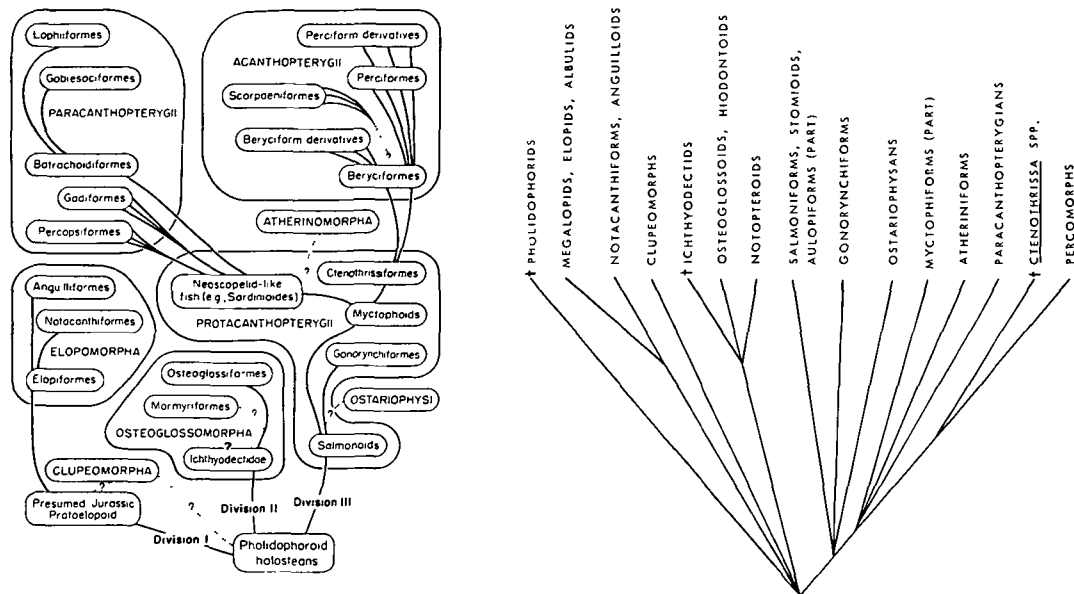 Lophiiformes
Gobiesociformes
PARACANTHOPTERYGII
Batrachoidiformes
Gadiformes
Percopsiformes
Perciform derivatives
ACANTHOPTERYGII
Perciformes
Scorpaeniformes
?
Beryciform derivatives
Beryciformes
ATHERINOMORPHA
?
Ctenothrissiformes
Neoscopelid-like
fish (e.g., Sardinioides)
Myctophoids
PROTACANTHOPTERYGII
Gonorynchiformes
OSTARIOPHYSI
?
Salmonoids
Anguilliformes
Notacanthiformes
ELOPOMORPHA
Elopiformes
Osteoglossiformes
Mormyriformes
?
OSTEOGLOSSOMORPHA
?
Ichthyodectidae
CLUPEOMORPHA
?
Presumed Jurassic
Protoelopoid
?
Division I
Division II
Division III
Pholidophoroid
holosteans
† PHOLIDOPHORIDS
MEGALOPIDS, ELOPIDS, ALBULIDS
NOTACANTHIFORMS, ANGUILLOIDS
CLUPEOMORPHS
† ICHTHYODECTIDS
OSTEOGLOSSOIDS, HIODONTOIDS
NOTOPTEROIDS
SALMONIFORMS, STOMIOIDS,
AULOPIFORMS (PART)
GONORYNCHIFORMS
OSTARIOPHYSANS
MYCTOPHIFORMS (PART)
ATHERINIFORMS
PARACANTHOPTERYGIANS
† CTENOTHRISSA SPP.
PERCOMORPHS